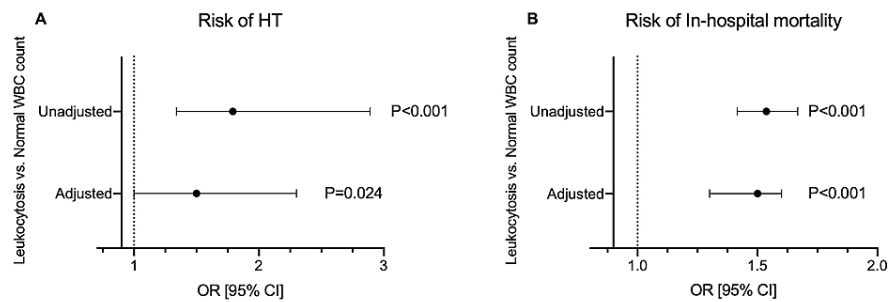 A
Risk of HT
Leukocytosis vs. Normal WBC count
Unadjusted
P<0.001
Adjusted
P=0.024
1
2
3
OR [95% CI]
B
Risk of In-hospital mortality
Leukocytosis vs. Normal WBC count
Unadjusted
P<0.001
Adjusted
P<0.001
1.0
1.5
2.0
OR [95% CI]